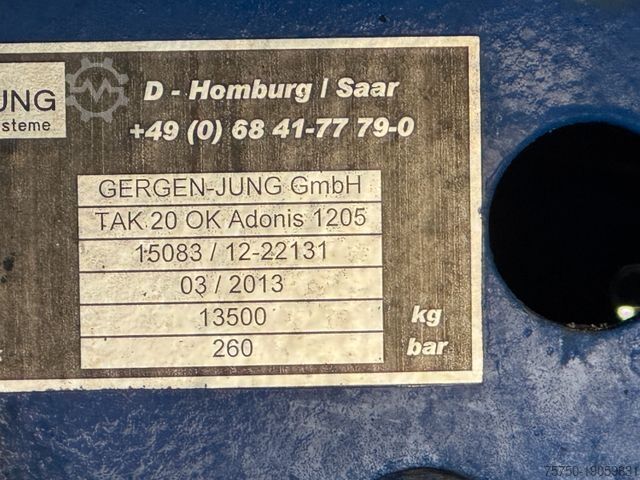 JUNG
steme
D - Homburg / Saar
+49 (0) 68 41-77 79-0
GERGEN-JUNG GmbH
TAK 20 OK Adonis 1205
15083 / 12-22131
03 / 2013
13500 kg
260 bar
75750-19059831